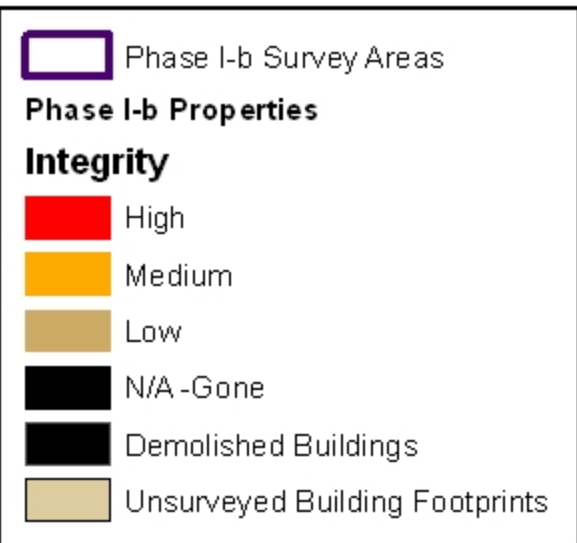 Phase I-b Survey Areas
Phase I-b Properties
Integrity
High
Medium
Low
N/A -Gone
Demolished Buildings
Unsurveyed Building Footprints